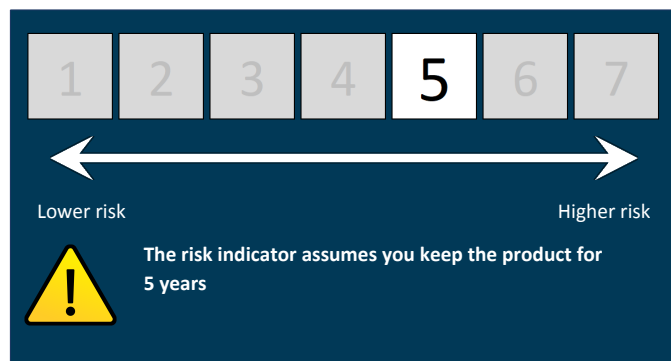 1 2 3 4 5 6 7
Lower risk Higher risk
The risk indicator assumes you keep the product for
5 years